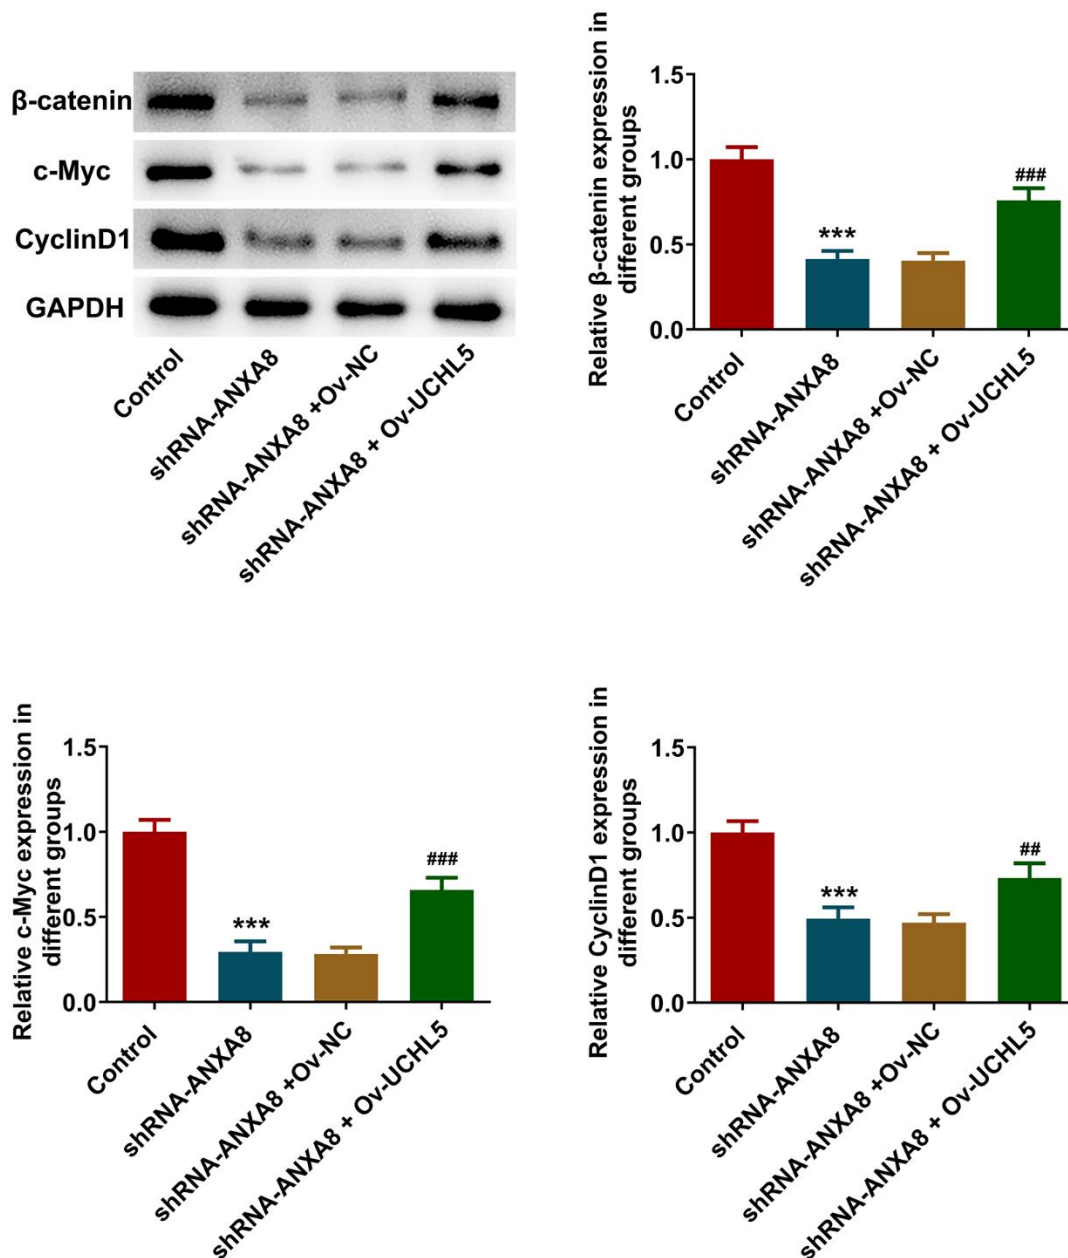 β-catenin
c-Myc
CyclinD1
GAPDH
Control
shRNA-ANXA8
shRNA-ANXA8 +Ov-NC
shRNA-ANXA8 + Ov-UCHL5
Relative β-catenin expression in
different groups
1.5
1.0
0.5
0.0
***
###
Control
shRNA-ANXA8
shRNA-ANXA8 +Ov-NC
shRNA-ANXA8 + Ov-UCHL5
Relative c-Myc expression in
different groups
1.5
1.0
0.5
0.0
***
###
Control
shRNA-ANXA8
shRNA-ANXA8 +Ov-NC
shRNA-ANXA8 + Ov-UCHL5
Relative CyclinD1 expression in
different groups
1.5
1.0
0.5
0.0
***
##
Control
shRNA-ANXA8
shRNA-ANXA8 +Ov-NC
shRNA-ANXA8 + Ov-UCHL5